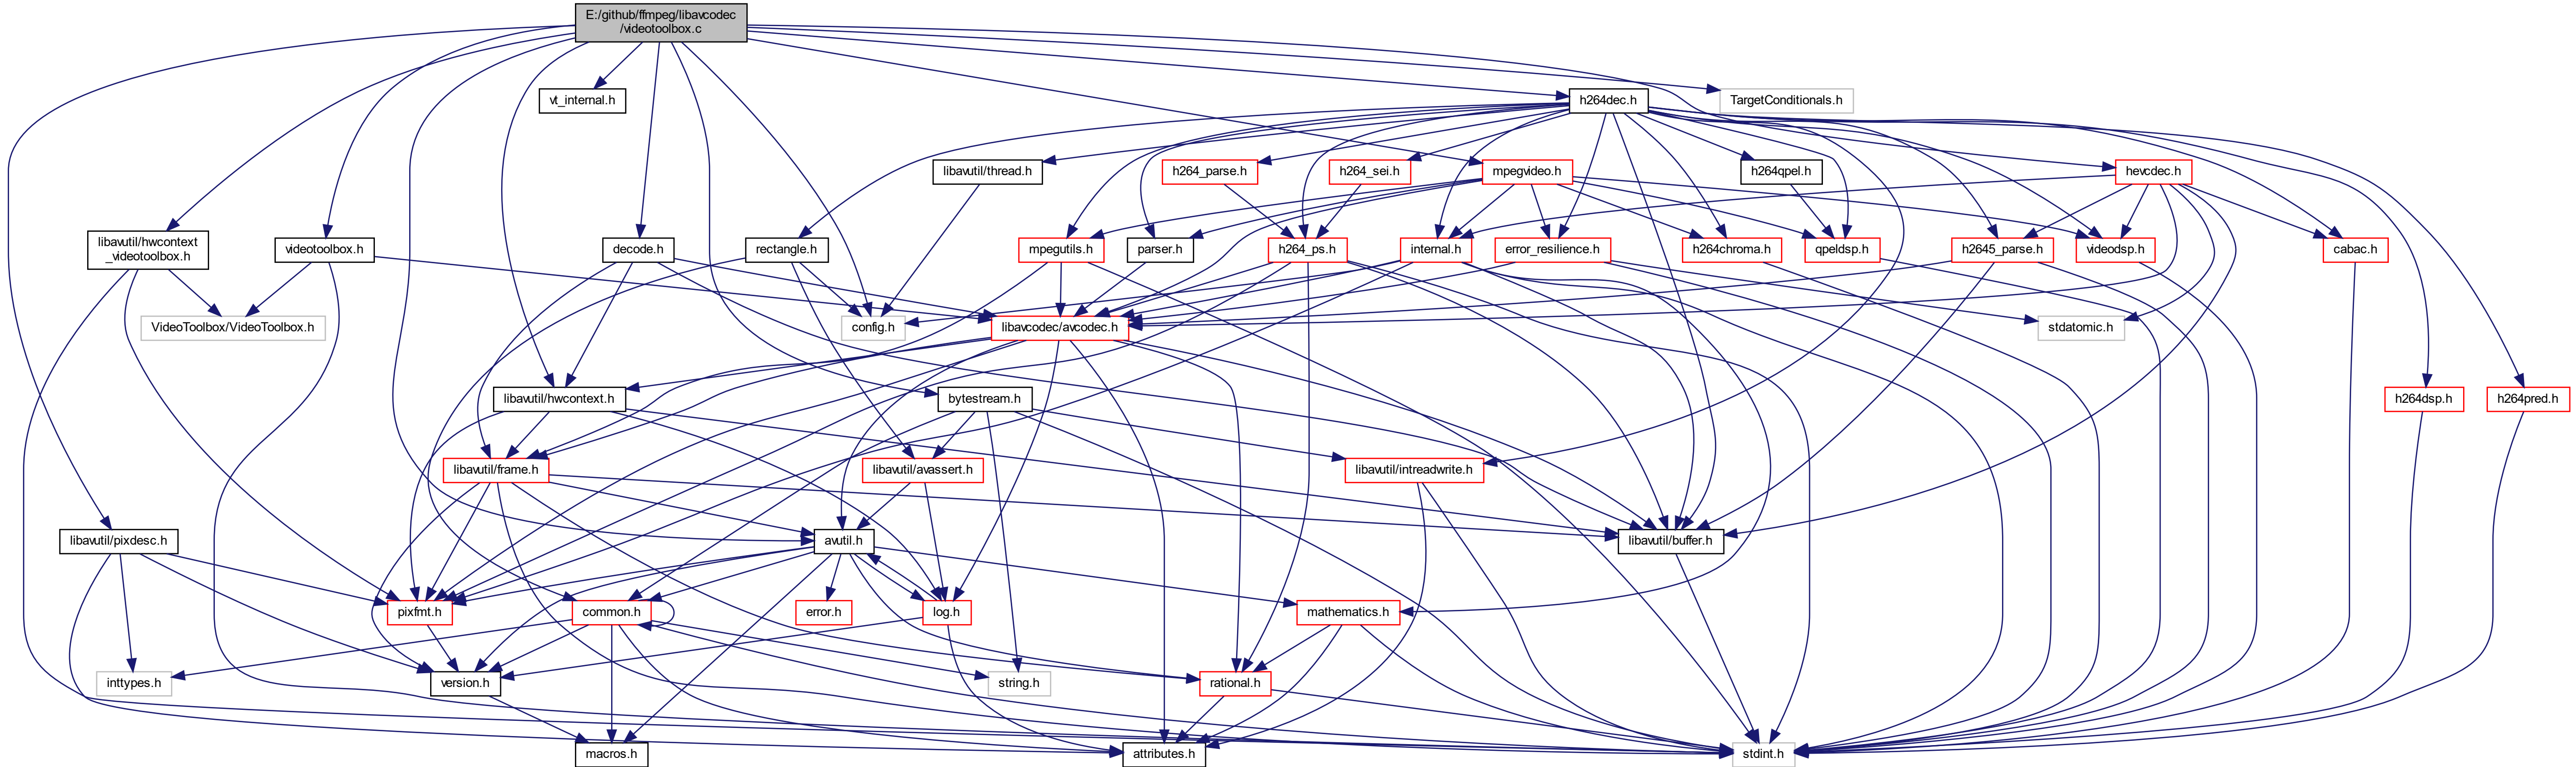 E:/github/ffmpeg/libavcodec
/videotoolbox.c
vt_internal.h
h264dec.h
TargetConditionals.h
libavutil/thread.h
h264_parse.h
h264_sei.h
mpegvideo.h
h264qpel.h
hevcdec.h
libavutil/hwcontext
_videotoolbox.h
videotoolbox.h
decode.h
rectangle.h
mpegutils.h
parser.h
h264_ps.h
internal.h
error_resilience.h
h264chroma.h
qpeldsp.h
h2645_parse.h
videodsp.h
cabac.h
VideoToolbox/VideoToolbox.h
config.h
libavcodec/avcodec.h
stdatomic.h
libavutil/hwcontext.h
bytestream.h
h264dsp.h
h264pred.h
libavutil/frame.h
libavutil/avassert.h
libavutil/intreadwrite.h
libavutil/pixdesc.h
avutil.h
libavutil/buffer.h
pixfmt.h
common.h
error.h
log.h
mathematics.h
inttypes.h
version.h
string.h
rational.h
macros.h
attributes.h
stdint.h